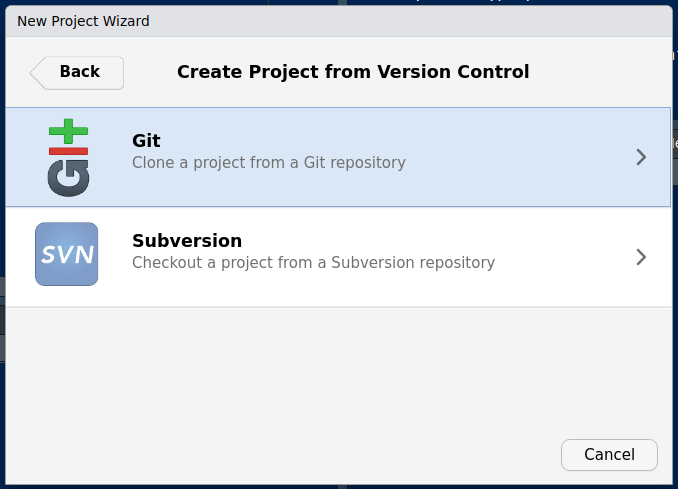 New Project Wizard
Back
Create Project from Version Control
git
Git
Clone a project from a Git repository
SVN
Subversion
Checkout a project from a Subversion repository
Cancel